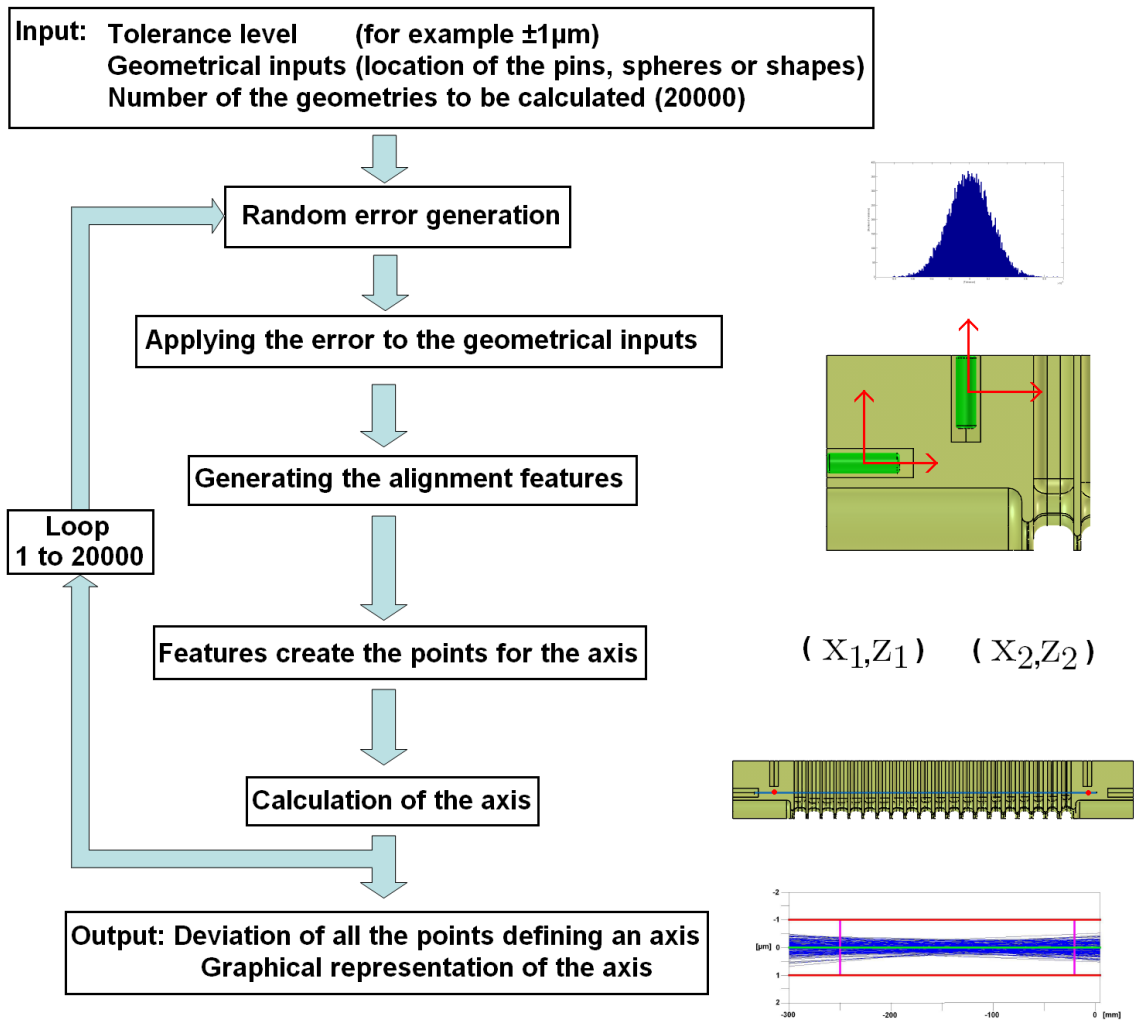 Input: Tolerance level (for example ±1µm)
Geometrical inputs (location of the pins, spheres or shapes)
Number of the geometries to be calculated (20000)
Random error generation
Applying the error to the geometrical inputs
Generating the alignment features
Loop
1 to 20000
Features create the points for the axis
( X1,Z1 ) ( X2,Z2 )
Calculation of the axis
Output: Deviation of all the points defining an axis
Graphical representation of the axis
-2
-1
[µm] 0
1
2
-300 -200 -100 0 [mm]